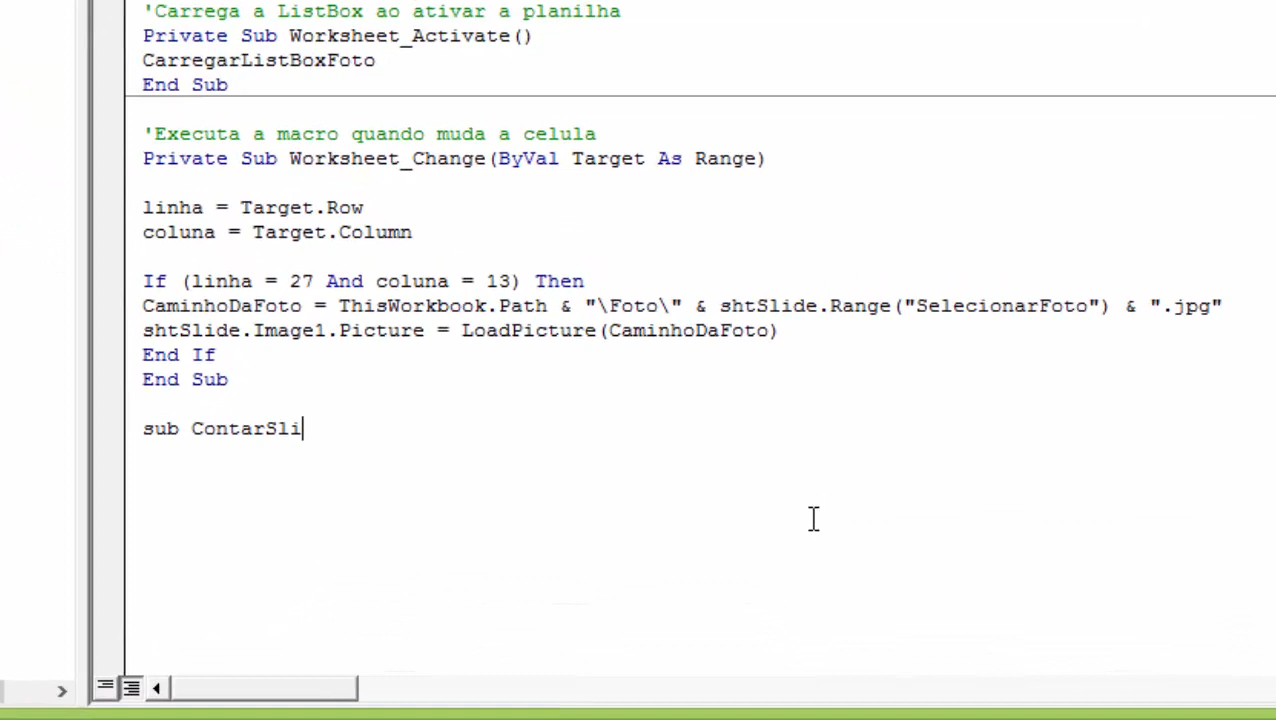 'Carrega a ListBox ao ativar a planilha
Private Sub Worksheet_Activate()
CarregarListBoxFoto
End Sub
'Executa a macro quando muda a celula
Private Sub Worksheet_Change(ByVal Target As Range)
linha = Target.Row
coluna = Target.Column
If (linha = 27 And coluna = 13) Then
CaminhoDaFoto = ThisWorkbook.Path & "\Foto\" & shtSlide.Range("SelecionarFoto") & ".jpg"
shtSlide.Image1.Picture = LoadPicture(CaminhoDaFoto)
End If
End Sub
sub ContarSli